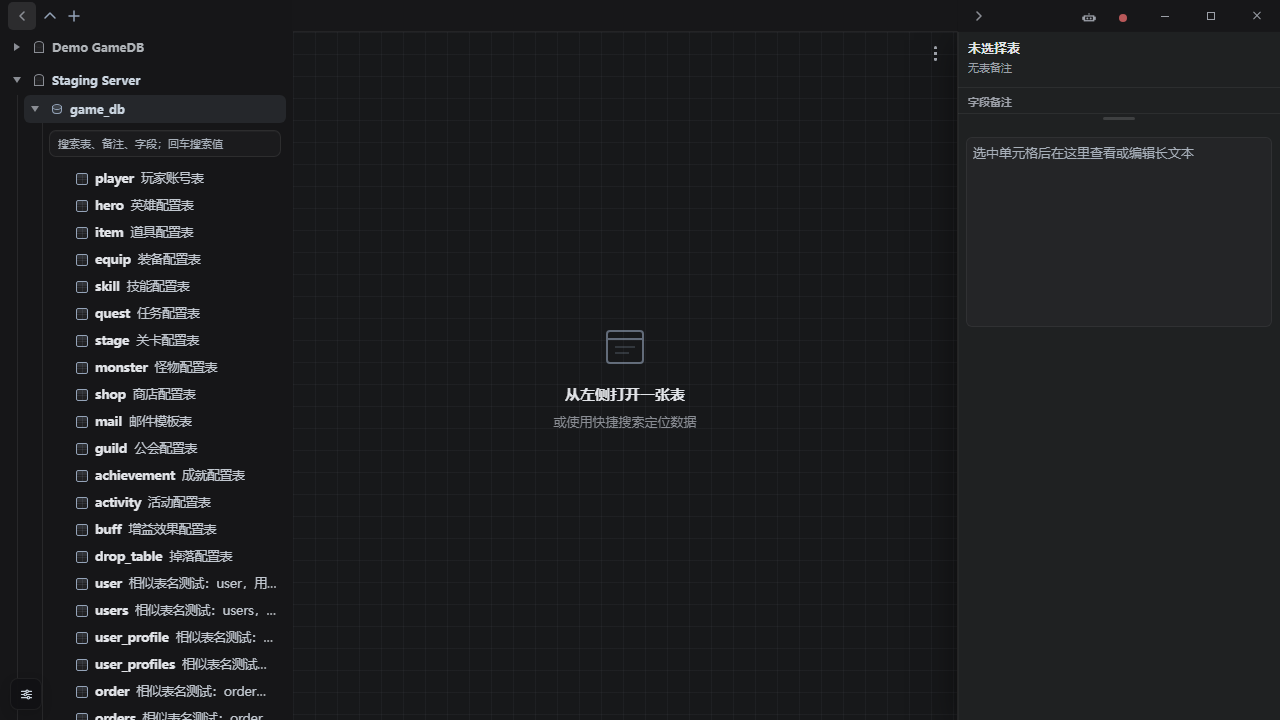 Demo GameDB
Staging Server
game_db
搜索表、备注、字段；回车搜索值
player 玩家账号表
hero 英雄配置表
item 道具配置表
equip 装备配置表
skill 技能配置表
quest 任务配置表
stage 关卡配置表
monster 怪物配置表
shop 商店配置表
mail 邮件模板表
guild 公会配置表
achievement 成就配置表
activity 活动配置表
buff 增益效果配置表
drop_table 掉落配置表
user 相似表名测试：user，用...
users 相似表名测试：users，...
user_profile 相似表名测试：...
user_profiles 相似表名测试...
order 相似表名测试：order...
orders 相似表名测试：order
从左侧打开一张表
或使用快捷搜索定位数据
未选择表
无表备注
字段备注
选中单元格后在这里查看或编辑长文本